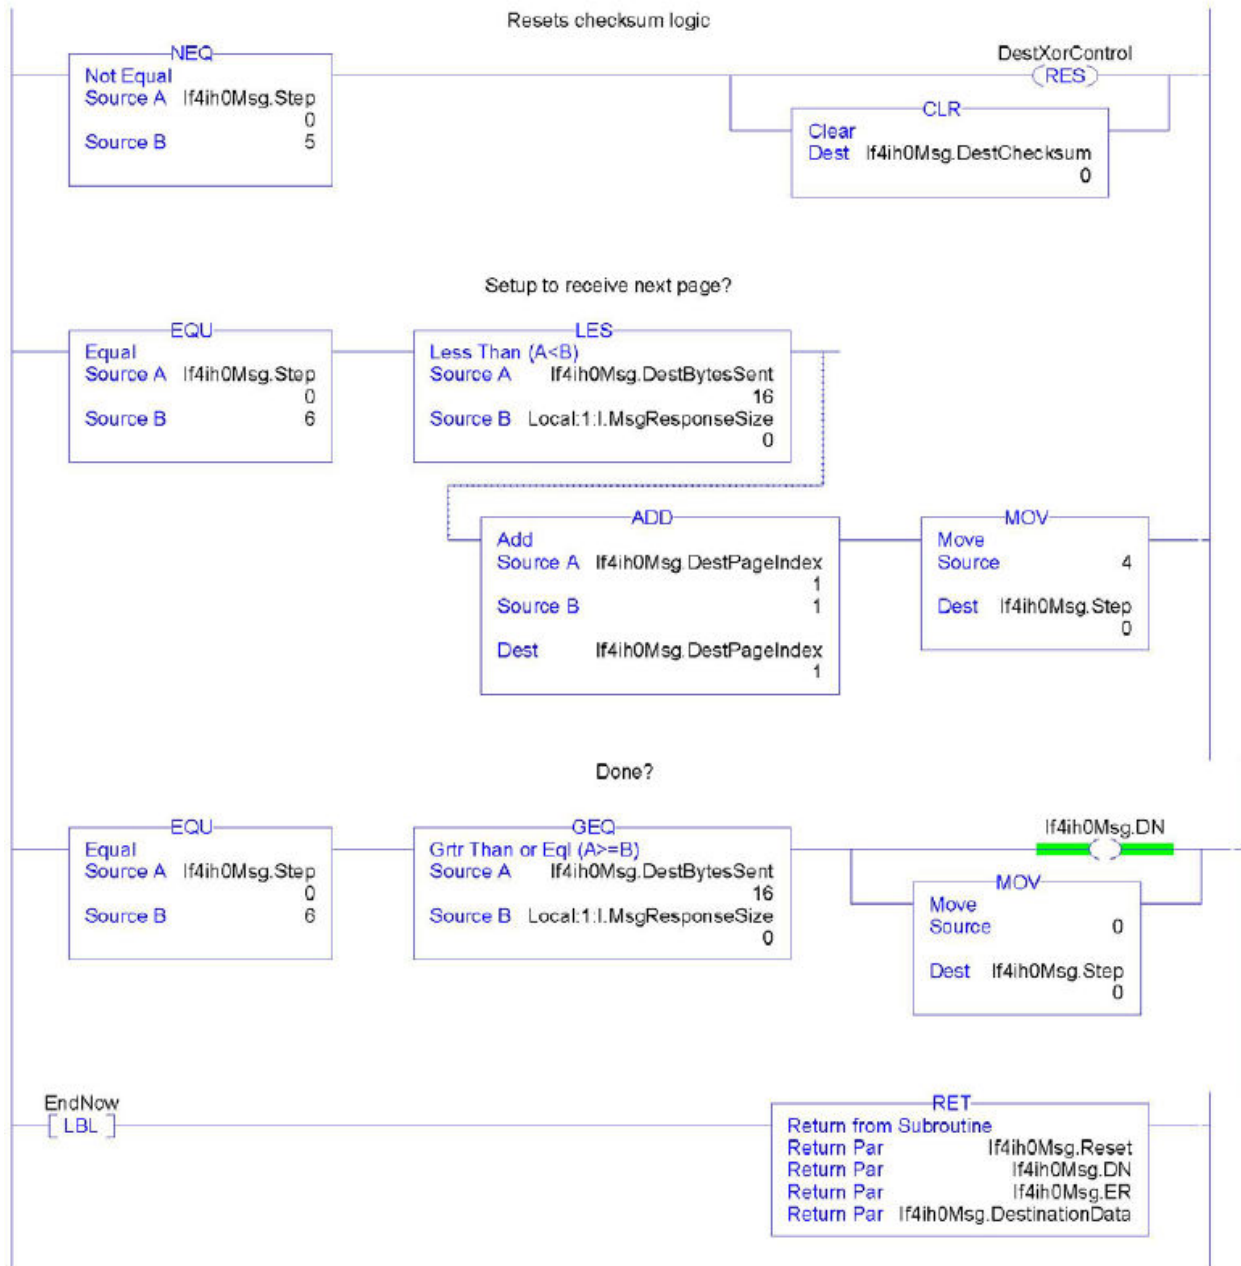 Resets checksum logic
NEQ
Not Equal
Source A If4ih0Msg.Step
0
Source B 5
DestXorControl
RES
CLR
Clear
Dest If4ih0Msg.DestChecksum
0
Setup to receive next page?
EQU
Equal
Source A If4ih0Msg.Step
0
Source B 6
LES
Less Than (A<B)
Source A If4ih0Msg.DestBytesSent
16
Source B Local:1:I.MsgResponseSize
0
ADD
Add
Source A If4ih0Msg.DestPageIndex
1
Source B 1
Dest If4ih0Msg.DestPageIndex
1
MOV
Move
Source 4
Dest If4ih0Msg.Step
0
Done?
EQU
Equal
Source A If4ih0Msg.Step
0
Source B 6
GEQ
Grtr Than or Eql (A>=B)
Source A If4ih0Msg.DestBytesSent
16
Source B Local:1:I.MsgResponseSize
0
If4ih0Msg.DN
MOV
Move
Source 0
Dest If4ih0Msg.Step
0
EndNow
LBL
RET
Return from Subroutine
Return Par If4ih0Msg.Reset
Return Par If4ih0Msg.DN
Return Par If4ih0Msg.ER
Return Par If4ih0Msg.DestinationData